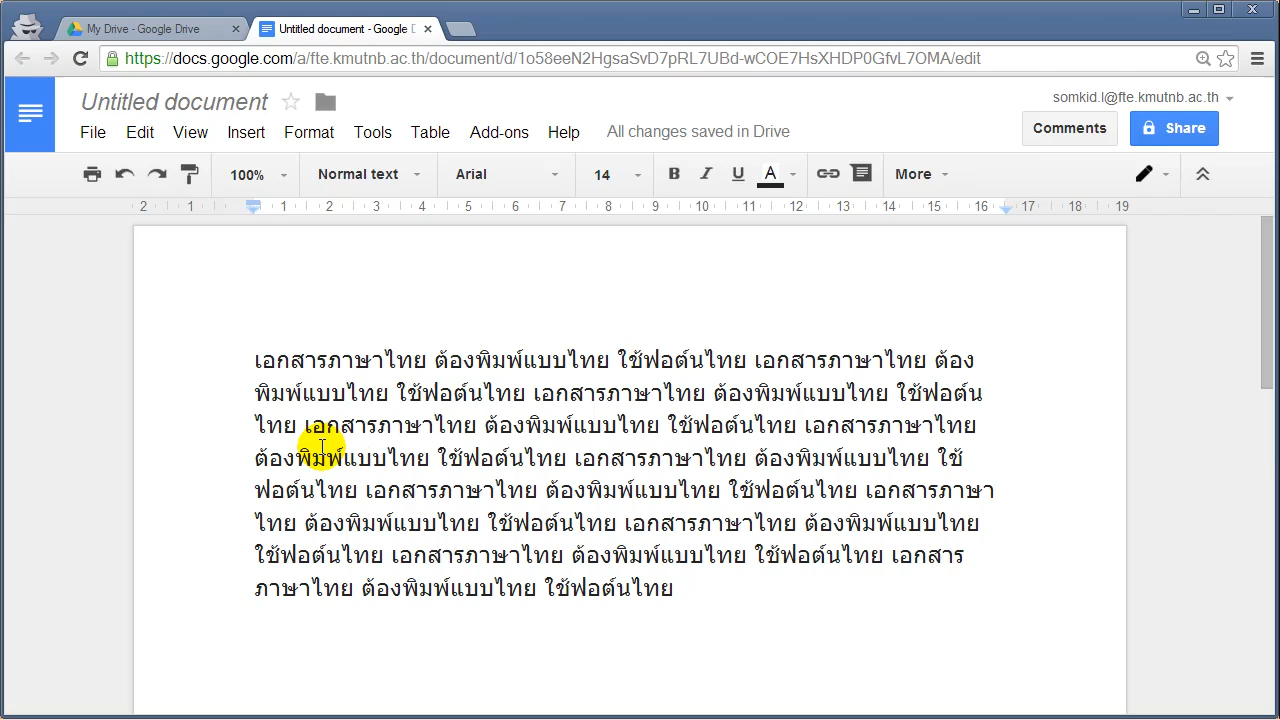 My Drive - Google Drive
Untitled document - Google D
https://docs.google.com/a/fte.kmutnb.ac.th/document/d/1o58eeN2HgsaSvD7pRL7UBd-wCOE7HsXHDP0GfvL7OMA/edit
Untitled document
somkid.l@fte.kmutnb.ac.th
File Edit View Insert Format Tools Table Add-ons Help All changes saved in Drive
Comments Share
100% Normal text Arial 14 B I U A More
2 1 1 2 3 4 5 6 7 8 9 10 11 12 13 14 15 16 17 18 19
เอกสารภาษาไทย ต้องพิมพ์แบบไทย ใช้ฟอต์นไทย เอกสารภาษาไทย ต้อง
พิมพ์แบบไทย ใช้ฟอต์นไทย เอกสารภาษาไทย ต้องพิมพ์แบบไทย ใช้ฟอต์น
ไทย เอกสารภาษาไทย ต้องพิมพ์แบบไทย ใช้ฟอต์นไทย เอกสารภาษาไทย
ต้องพิมพ์แบบไทย ใช้ฟอต์นไทย เอกสารภาษาไทย ต้องพิมพ์แบบไทย ใช้
ฟอต์นไทย เอกสารภาษาไทย ต้องพิมพ์แบบไทย ใช้ฟอต์นไทย เอกสารภาษา
ไทย ต้องพิมพ์แบบไทย ใช้ฟอต์นไทย เอกสารภาษาไทย ต้องพิมพ์แบบไทย
ใช้ฟอต์นไทย เอกสารภาษาไทย ต้องพิมพ์แบบไทย ใช้ฟอต์นไทย เอกสาร
ภาษาไทย ต้องพิมพ์แบบไทย ใช้ฟอต์นไทย